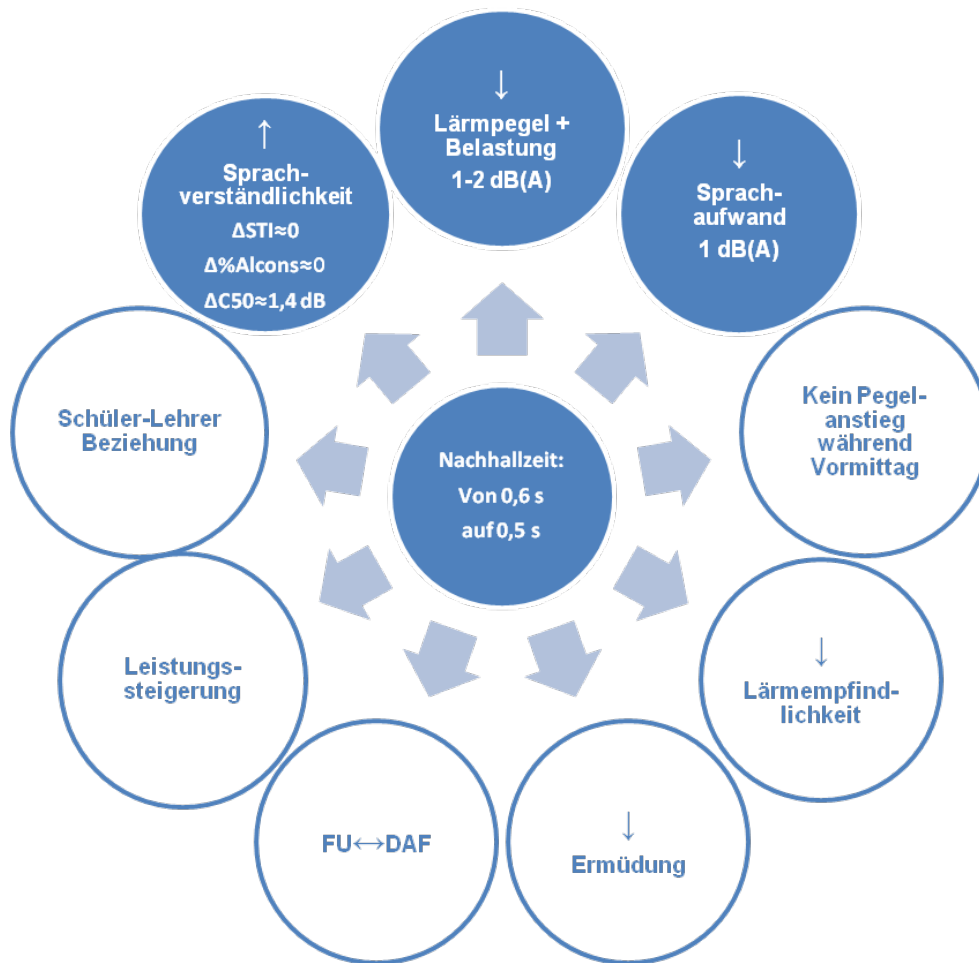 ↓
Lärmpegel +
Belastung
1-2 dB(A)
↓
Sprach-
aufwand
1 dB(A)
Kein Pegel-
anstieg
während
Vormittag
↓
Lärmempfind-
lichkeit
↓
Ermüdung
FU↔DAF
Leistungs-
steigerung
Schüler-Lehrer
Beziehung
↑
Sprach-
verständlichkeit
ΔSTI≈0
Δ%Alcons≈0
ΔC50≈1,4 dB
Nachhallzeit:
Von 0,6 s
auf 0,5 s